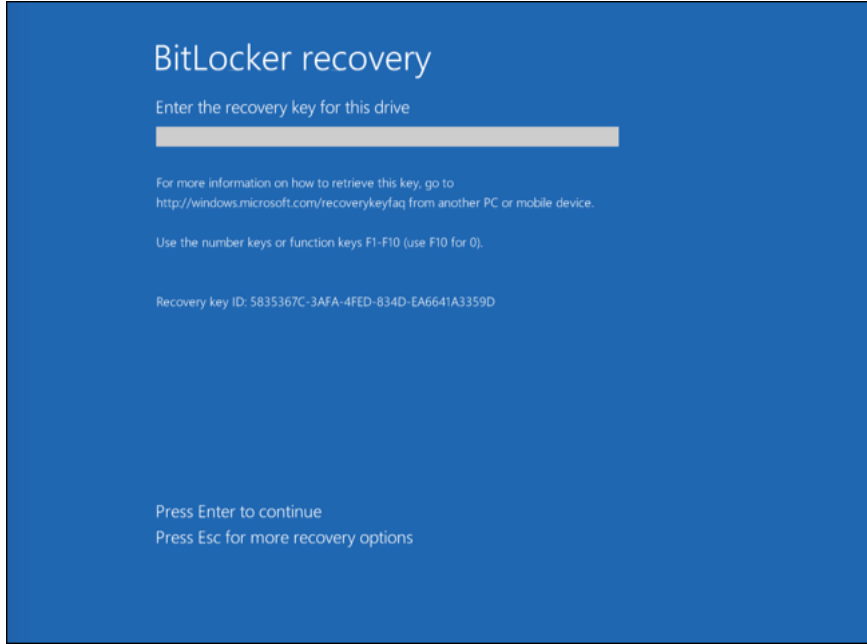 BitLocker recovery
Enter the recovery key for this drive
For more information on how to retrieve this key, go to
http://windows.microsoft.com/recoverykeyfaq from another PC or mobile device.
Use the number keys or function keys F1-F10 (use F10 for 0).
Recovery key ID: 5835367C-3AFA-4FED-834D-EA6641A3359D
Press Enter to continue
Press Esc for more recovery options